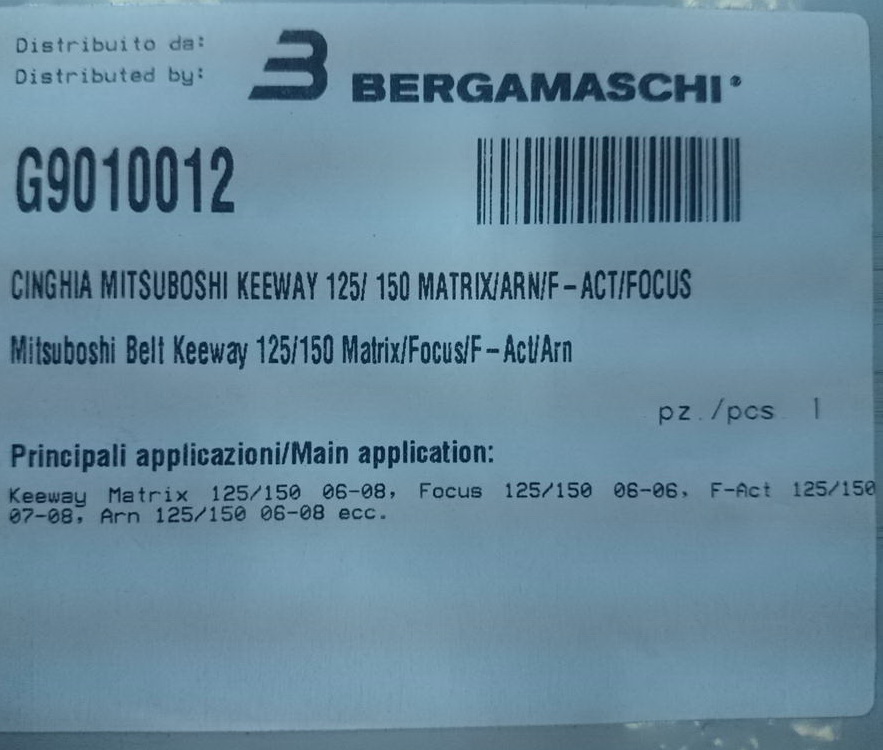 Distribuito da:
Distributed by:
BERGAMASCHI®
G9010012
CINGHIA MITSUBOSHI KEEWAY 125/ 150 MATRIX/ARN/F-ACT/FOCUS
Mitsuboshi Belt Keeway 125/150 Matrix/Focus/F-Act/Arn
pz./pcs 1
Principali applicazioni/Main application:
Keeway Matrix 125/150 06-08, Focus 125/150 06-06, F-Act 125/150
07-08, Arn 125/150 06-08 ecc.